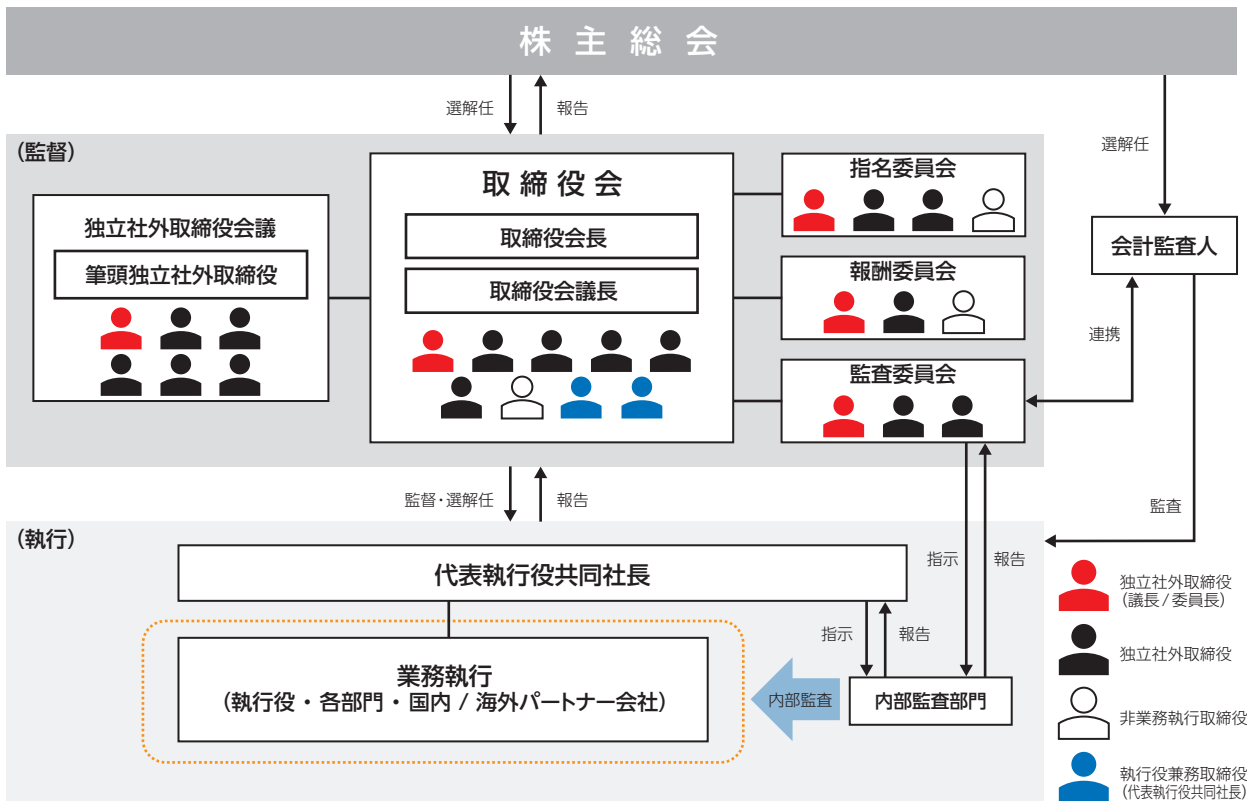 株主総会
選解任
報告
選解任
(監督)
独立社外取締役会議
筆頭独立社外取締役
取締役会
取締役会長
取締役会議長
指名委員会
報酬委員会
監査委員会
会計監査人
連携
監督・選解任
報告
監査
(執行)
代表執行役共同社長
指示
報告
指示
報告
業務執行
(執行役・各部門・国内 / 海外パートナー会社)
内部監査
内部監査部門
独立社外取締役
(議長/委員長)
独立社外取締役
非業務執行取締役
執行役兼務取締役
(代表執行役共同社長)